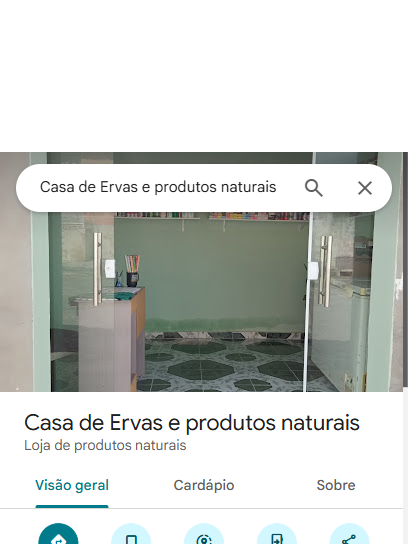 Casa de Ervas e produtos naturais
Casa de Ervas e produtos naturais
Loja de produtos naturais
Visão geral
Cardápio
Sobre